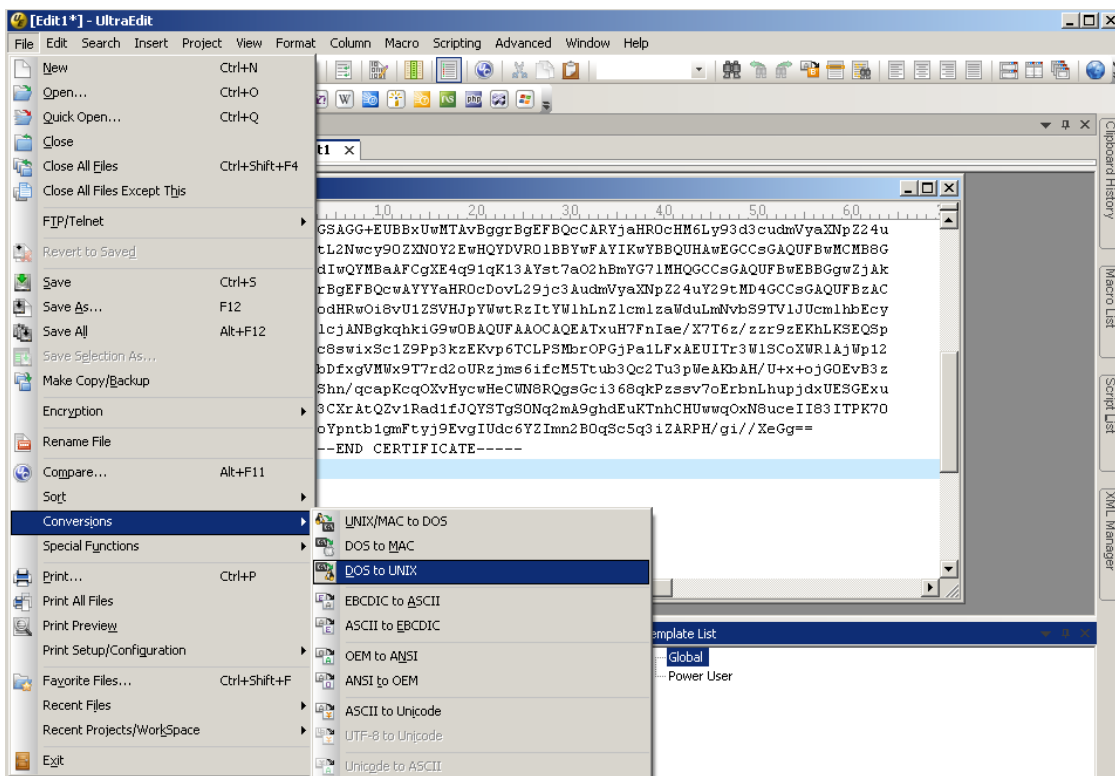 [Edit1*] - UltraEdit
File Edit Search Insert Project View Format Column Macro Scripting Advanced Window Help
New Ctrl+N
Open... Ctrl+O
Quick Open... Ctrl+Q
Close
Close All Files Ctrl+Shift+F4
Close All Files Except This
FTP/Telnet
Revert to Saved
Save Ctrl+S
Save As... F12
Save All Alt+F12
Save Selection As...
Make Copy/Backup
Encryption
Rename File
Compare... Alt+F11
Sort
Conversions
Special Functions
Print... Ctrl+P
Print All Files
Print Preview
Print Setup/Configuration
Favorite Files... Ctrl+Shift+F
Recent Files
Recent Projects/WorkSpace
Exit
t1
10 20 30 40 50 60
GSAGG+EUBBxUwMTAvBggrBgEFBQcCARYjaHR0cHM6Ly93d3cudmVyaXNpZ24u
tL2Nwcy90ZXN0Y2EwHQYDVR0lBBYwFAYIKwYBBQUHAwEGCCsGAQUFBwMCMB8G
dIwQYMBaAFCgXE4q91qK13AYst7aO2hBmYG71MHQGCCsGAQUFBwEBBGgwZjAk
rBgEFBQcwAYYYaHR0cDovL29jc3AudmVyaXNpZ24uY29tMD4GCCsGAQUFBzAC
odHRwOi8vU1ZSVHJpYWwtRzItYWlhLnZlcmlzaWduLmNvbS9TVlJUcmlhbEcy
lcjANBgkqhkiG9w0BAQUFAAOCAQEATxuH7FnIae/X7T6z/zzr9zEKhLKSEQSp
c8swixSc1Z9Pp3kzEKvp6TCLPSMbrOPGjPa1LFxAEUITr3WlSCoXWRlAjWp12
bDfxgVMWx9T7rd2oURzjms6ifcM5Ttub3Qc2Tu3pWeAKbAH/U+x+ojGOEvB3z
Shn/qcapKcqOXvHycwHeCWN8RQgsGci368qkPzssv7oErbnLhupjdxUESGExu
3CXrAtQZv1Rad1fJQYSTgSONq2mA9ghdEuKTnhCHUwwqOxN8uceII83ITPK70
oYpntb1gmFtyj9EvgIUdc6YZImn2BOqSc5q3iZARPH/gi//XeGg==
--END CERTIFICATE-----
UNIX/MAC to DOS
DOS to MAC
DOS to UNIX
EBCDIC to ASCII
ASCII to EBCDIC
OEM to ANSI
ANSI to OEM
ASCII to Unicode
UTF-8 to Unicode
Unicode to ASCII
emplate List
Global
Power User
Clipboard History
Macro List
Script List
XML Manager